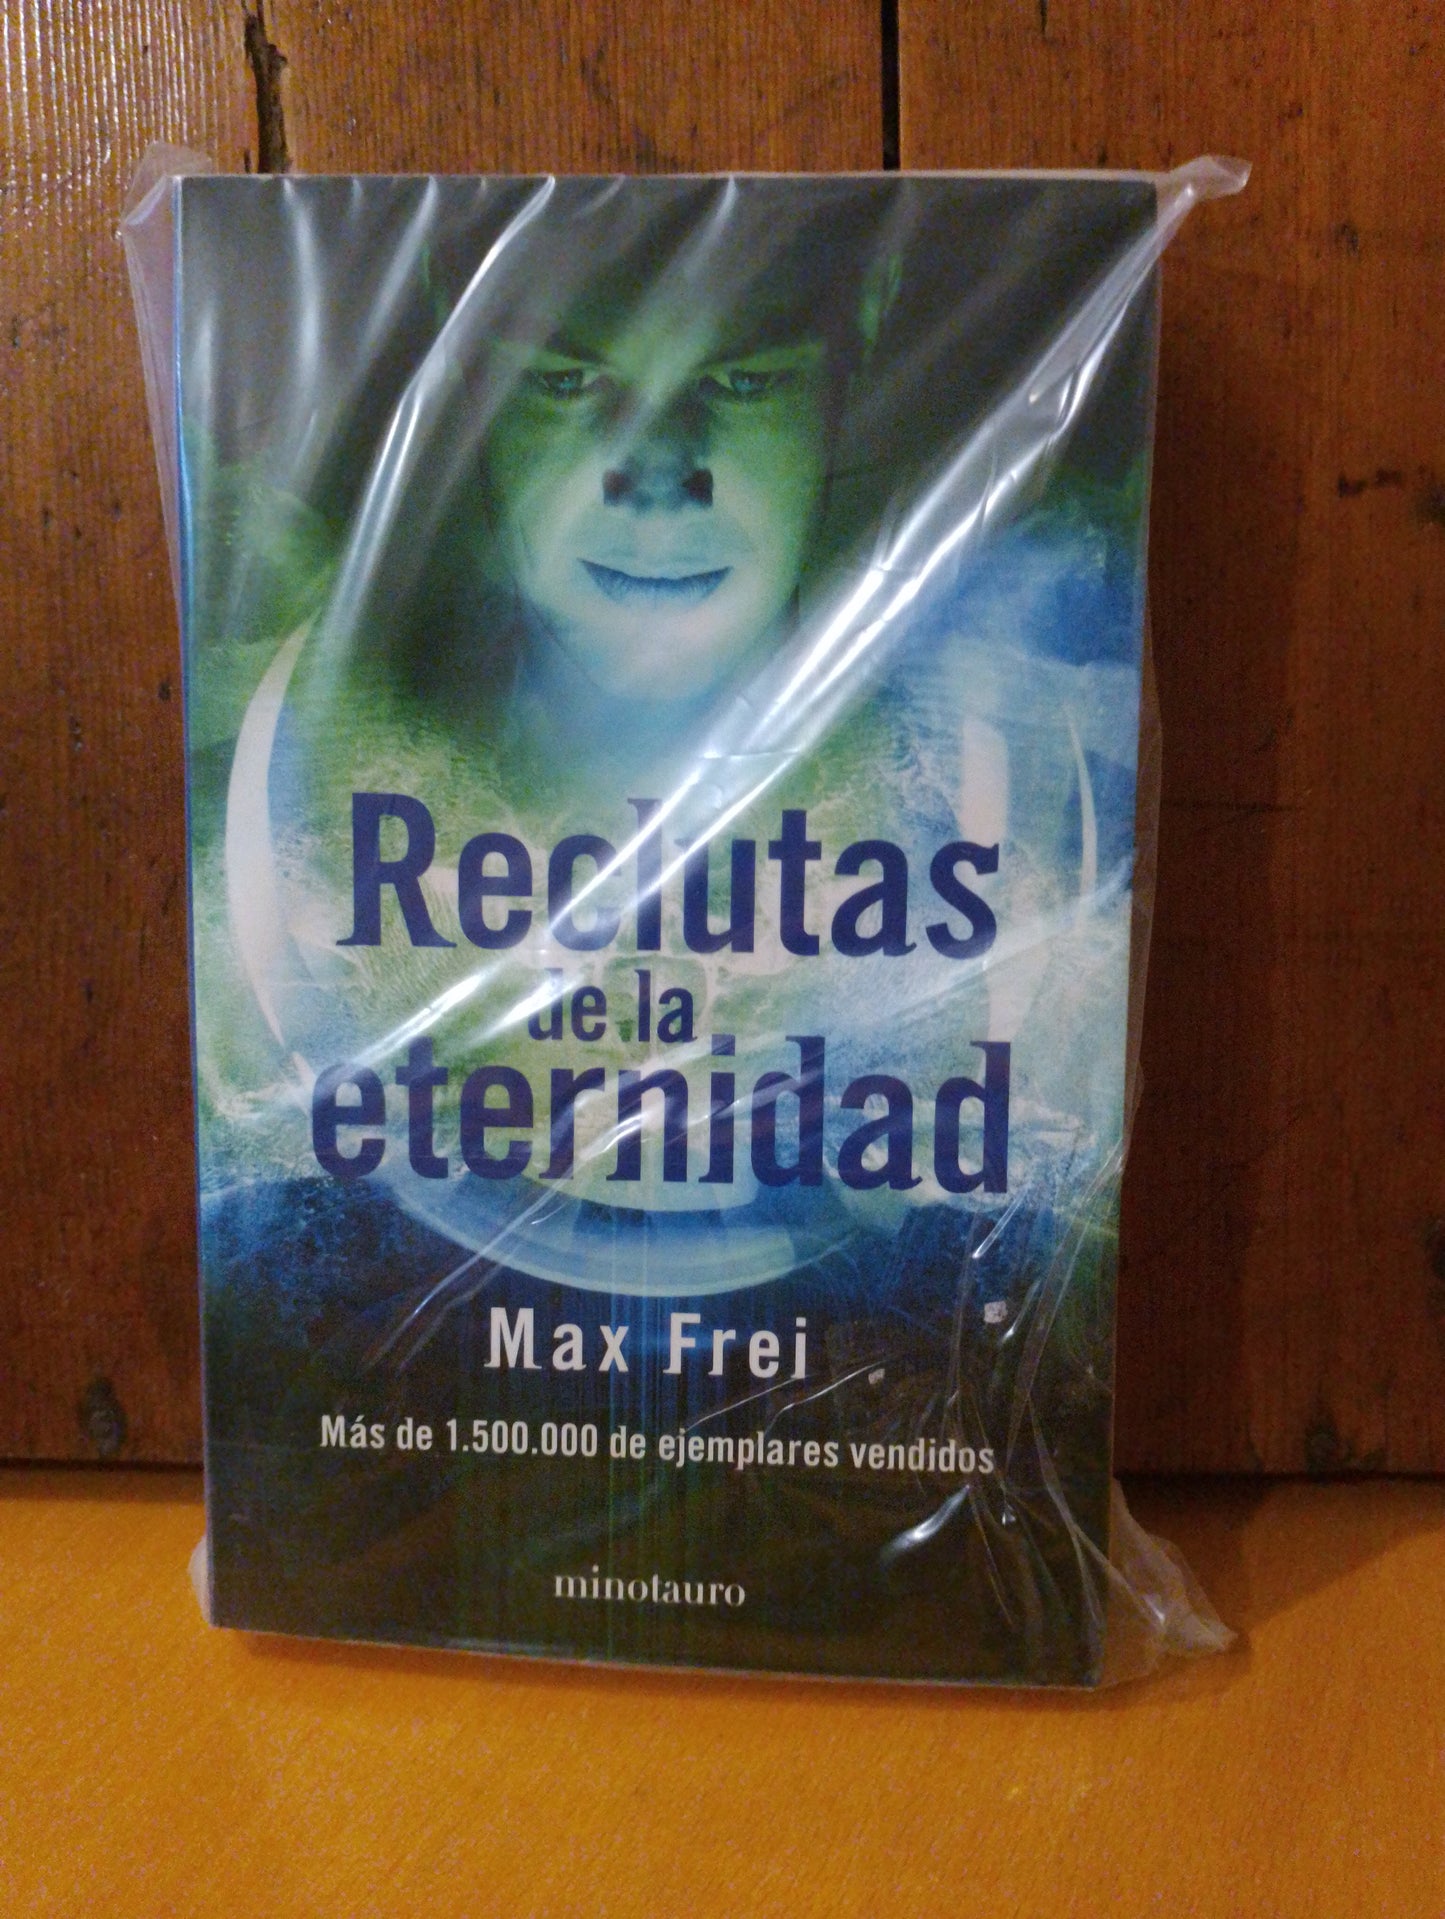 Reclutas
de la
eternidad
Max Frei
Más de 1.500.000 de ejemplares vendidos
minotauro